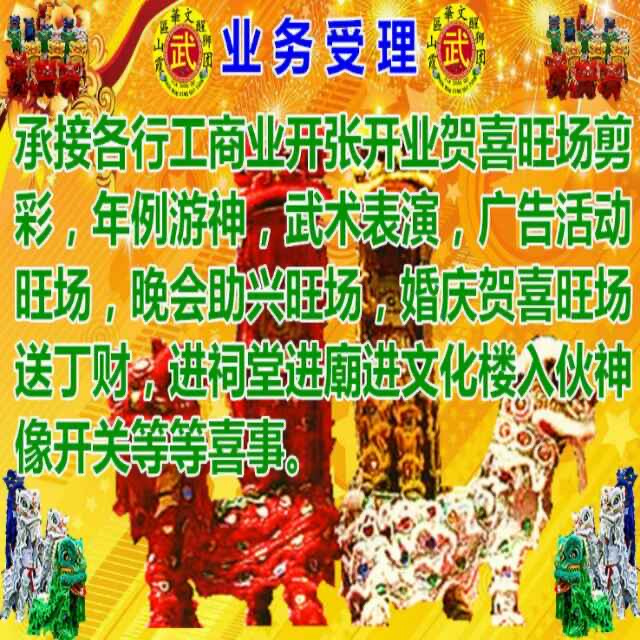 业务受理
武
武
承接各行工商业开张开业贺喜旺场剪
彩，年例游神，武术表演，广告活动
旺场，晚会助兴旺场，婚庆贺喜旺场
送丁财，进祠堂进廟进文化楼入伙神
像开关等等喜事。